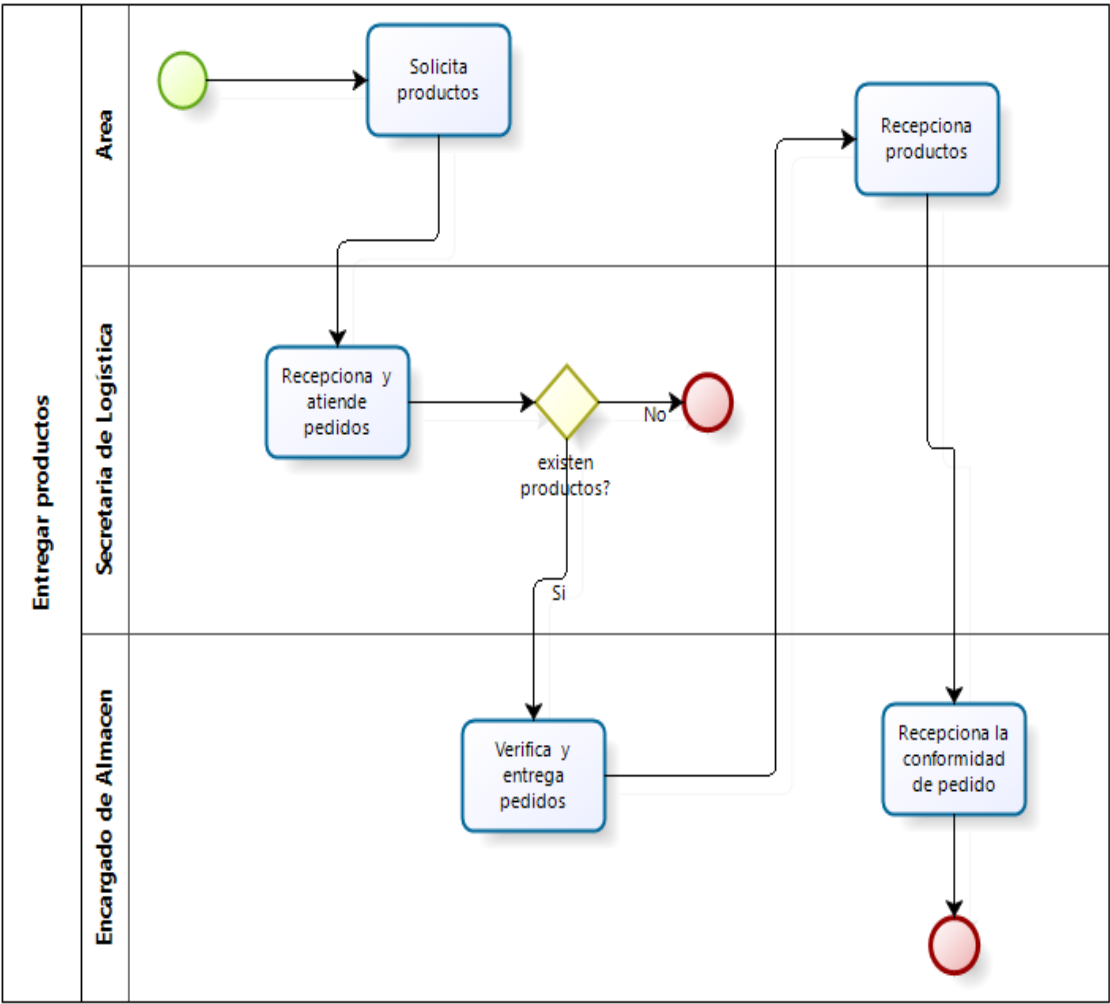 Entregar productos
Area
Solicita
productos
Recepciona
productos
Secretaria de Logística
Recepciona y
atiende
pedidos
No
existen
productos?
Si
Encargado de Almacen
Verifica y
entrega
pedidos
Recepciona la
conformidad
de pedido